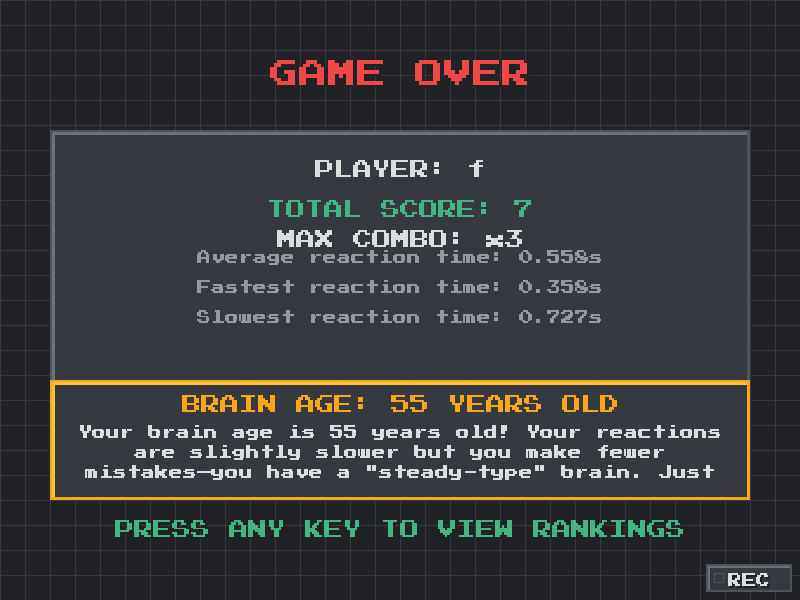 GAME OVER
PLAYER: f
TOTAL SCORE: 7
MAX COMBO: x3
Average reaction time: 0.558s
Fastest reaction time: 0.358s
Slowest reaction time: 0.727s
BRAIN AGE: 55 YEARS OLD
Your brain age is 55 years old! Your reactions
are slightly slower but you make fewer
mistakes—you have a "steady-type" brain. Just
PRESS ANY KEY TO VIEW RANKINGS
REC